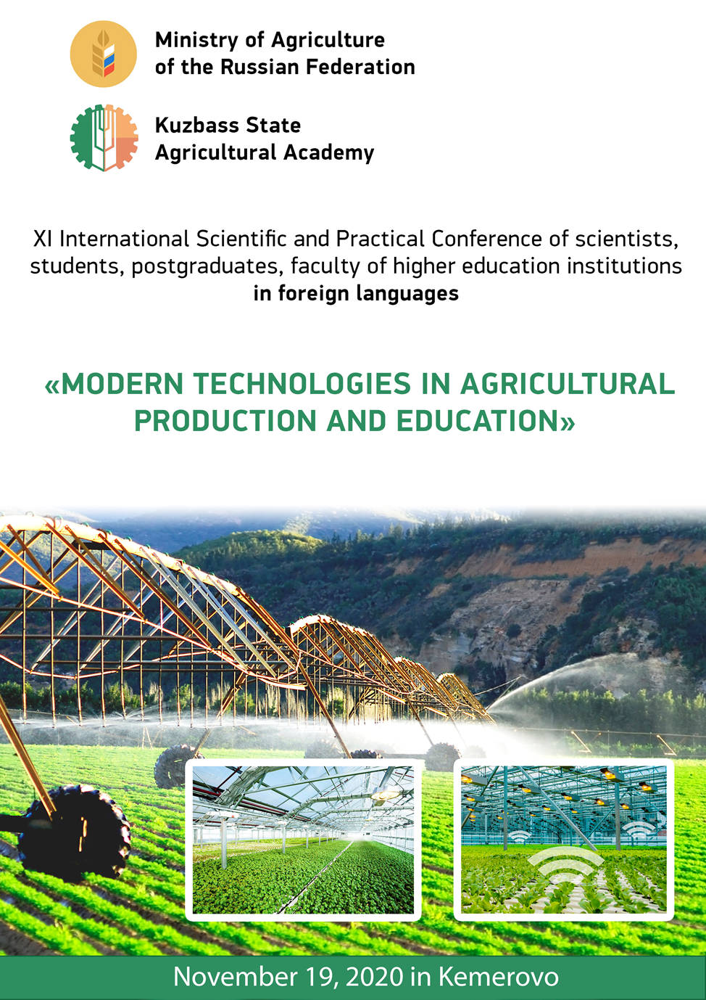 Ministry of Agriculture
of the Russian Federation
Kuzbass State
Agricultural Academy
XI International Scientific and Practical Conference of scientists,
students, postgraduates, faculty of higher education institutions
in foreign languages
«MODERN TECHNOLOGIES IN AGRICULTURAL
PRODUCTION AND EDUCATION»
November 19, 2020 in Kemerovo